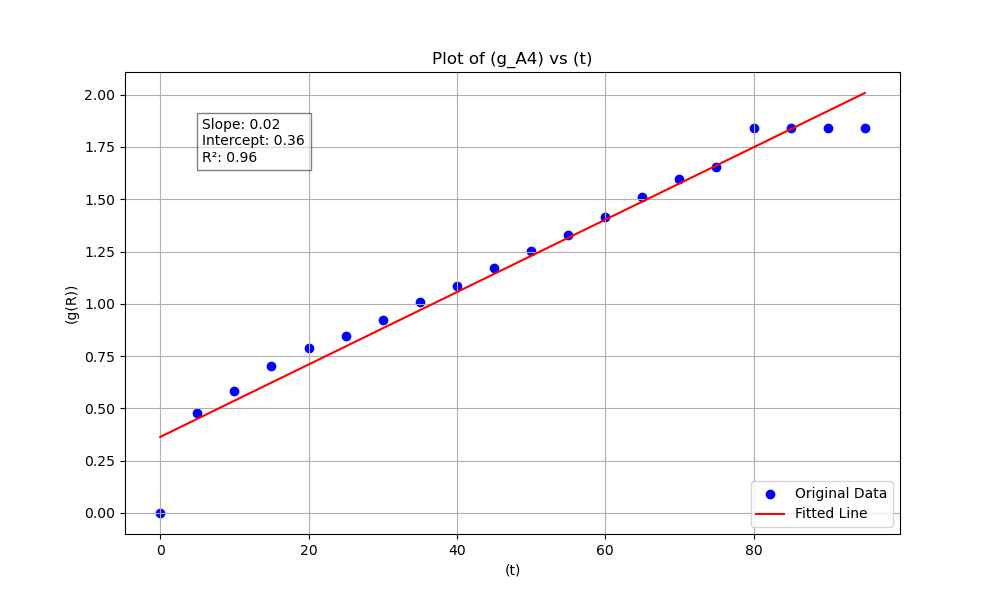 Plot of (g_A4) vs (t)
2.00
1.75
1.50
1.25
1.00
0.75
0.50
0.25
0.00
(g(R))
Slope: 0.02
Intercept: 0.36
R²: 0.96
Original Data
Fitted Line
0 20 40 60 80
(t)